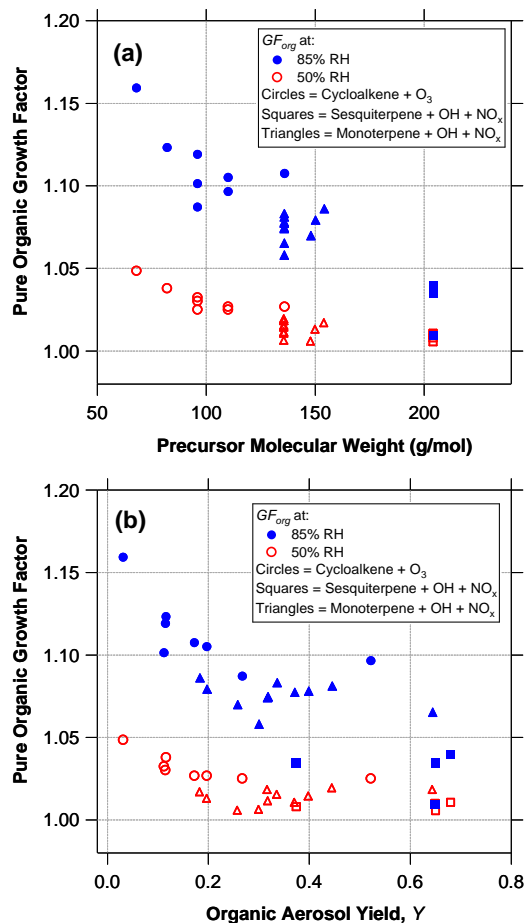 1.20
(a)
GF_org at:
85% RH
50% RH
Circles = Cycloalkene + O₃
Squares = Sesquiterpene + OH + NOₓ
Triangles = Monoterpene + OH + NOₓ
1.15
1.10
1.05
1.00
Pure Organic Growth Factor
50
100
150
200
Precursor Molecular Weight (g/mol)
1.20
(b)
GF_org at:
85% RH
50% RH
Circles = Cycloalkene + O₃
Squares = Sesquiterpene + OH + NOₓ
Triangles = Monoterpene + OH + NOₓ
1.15
1.10
1.05
1.00
Pure Organic Growth Factor
0.0
0.2
0.4
0.6
0.8
Organic Aerosol Yield, Y